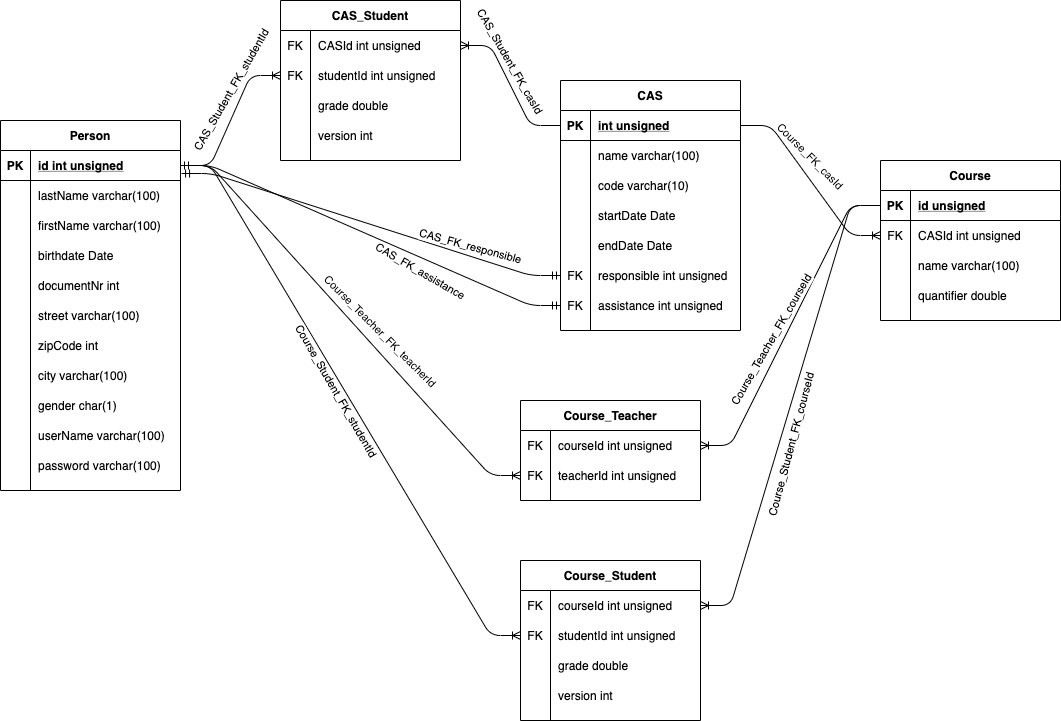 CAS_Student
FK CASId int unsigned
FK studentId int unsigned
grade double
version int
CAS_Student_FK_studentId
CAS_Student_FK_casId
CAS
PK int unsigned
name varchar(100)
code varchar(10)
startDate Date
endDate Date
FK responsible int unsigned
FK assistance int unsigned
Person
PK id int unsigned
lastName varchar(100)
firstName varchar(100)
birthdate Date
documentNr int
street varchar(100)
zipCode int
city varchar(100)
gender char(1)
userName varchar(100)
password varchar(100)
Course_FK_casId
Course
PK id unsigned
FK CASId int unsigned
name varchar(100)
quantifier double
CAS_FK_responsible
CAS_FK_assistance
Course_Teacher_FK_teacherId
Course_Student_FK_studentId
Course_Teacher_FK_courseId
Course_Student_FK_courseId
Course_Teacher
FK courseId int unsigned
FK teacherId int unsigned
Course_Student
FK courseId int unsigned
FK studentId int unsigned
grade double
version int